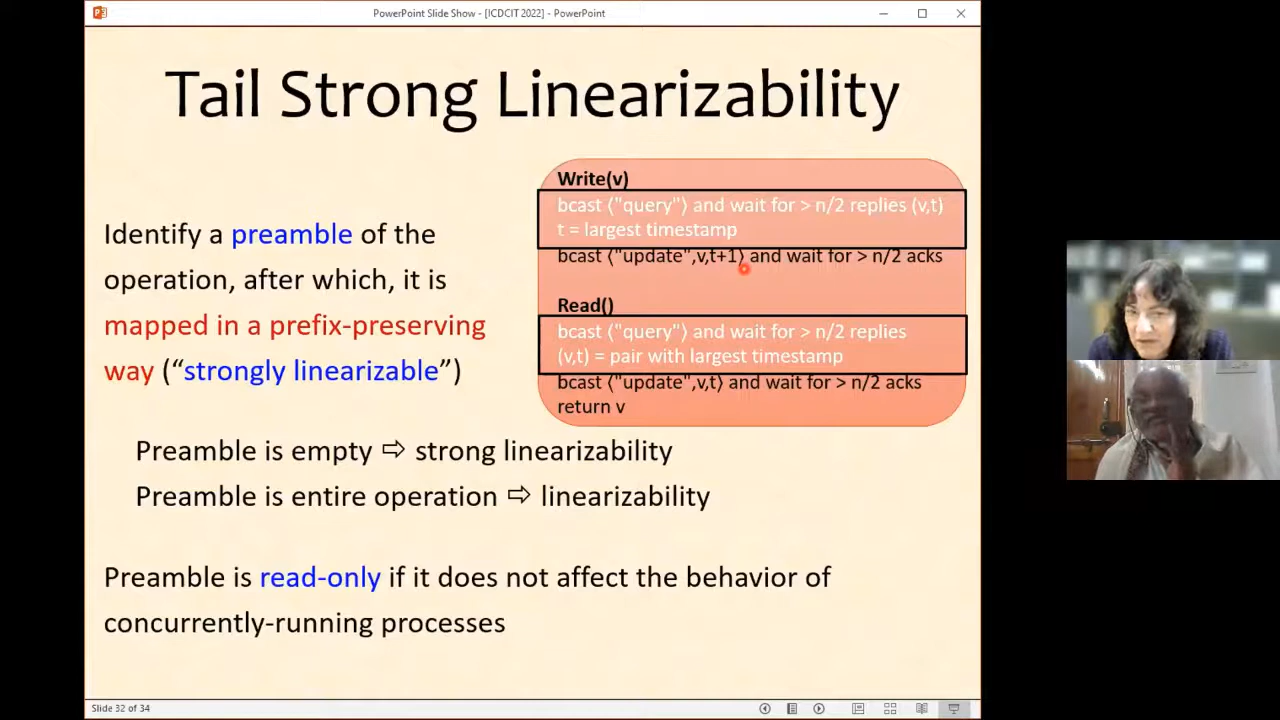 PowerPoint Slide Show - [ICDCIT 2022] - PowerPoint
Tail Strong Linearizability
Identify a preamble of the
operation, after which, it is
mapped in a prefix-preserving
way (“strongly linearizable”)
Write(v)
bcast ⟨"query"⟩ and wait for > n/2 replies (v,t)
t = largest timestamp
bcast ⟨"update",v,t+1⟩ and wait for > n/2 acks
Read()
bcast ⟨"query"⟩ and wait for > n/2 replies
(v,t) = pair with largest timestamp
bcast ⟨"update",v,t⟩ and wait for > n/2 acks
return v
Preamble is empty ⇨ strong linearizability
Preamble is entire operation ⇨ linearizability
Preamble is read-only if it does not affect the behavior of
concurrently-running processes
Slide 32 of 34